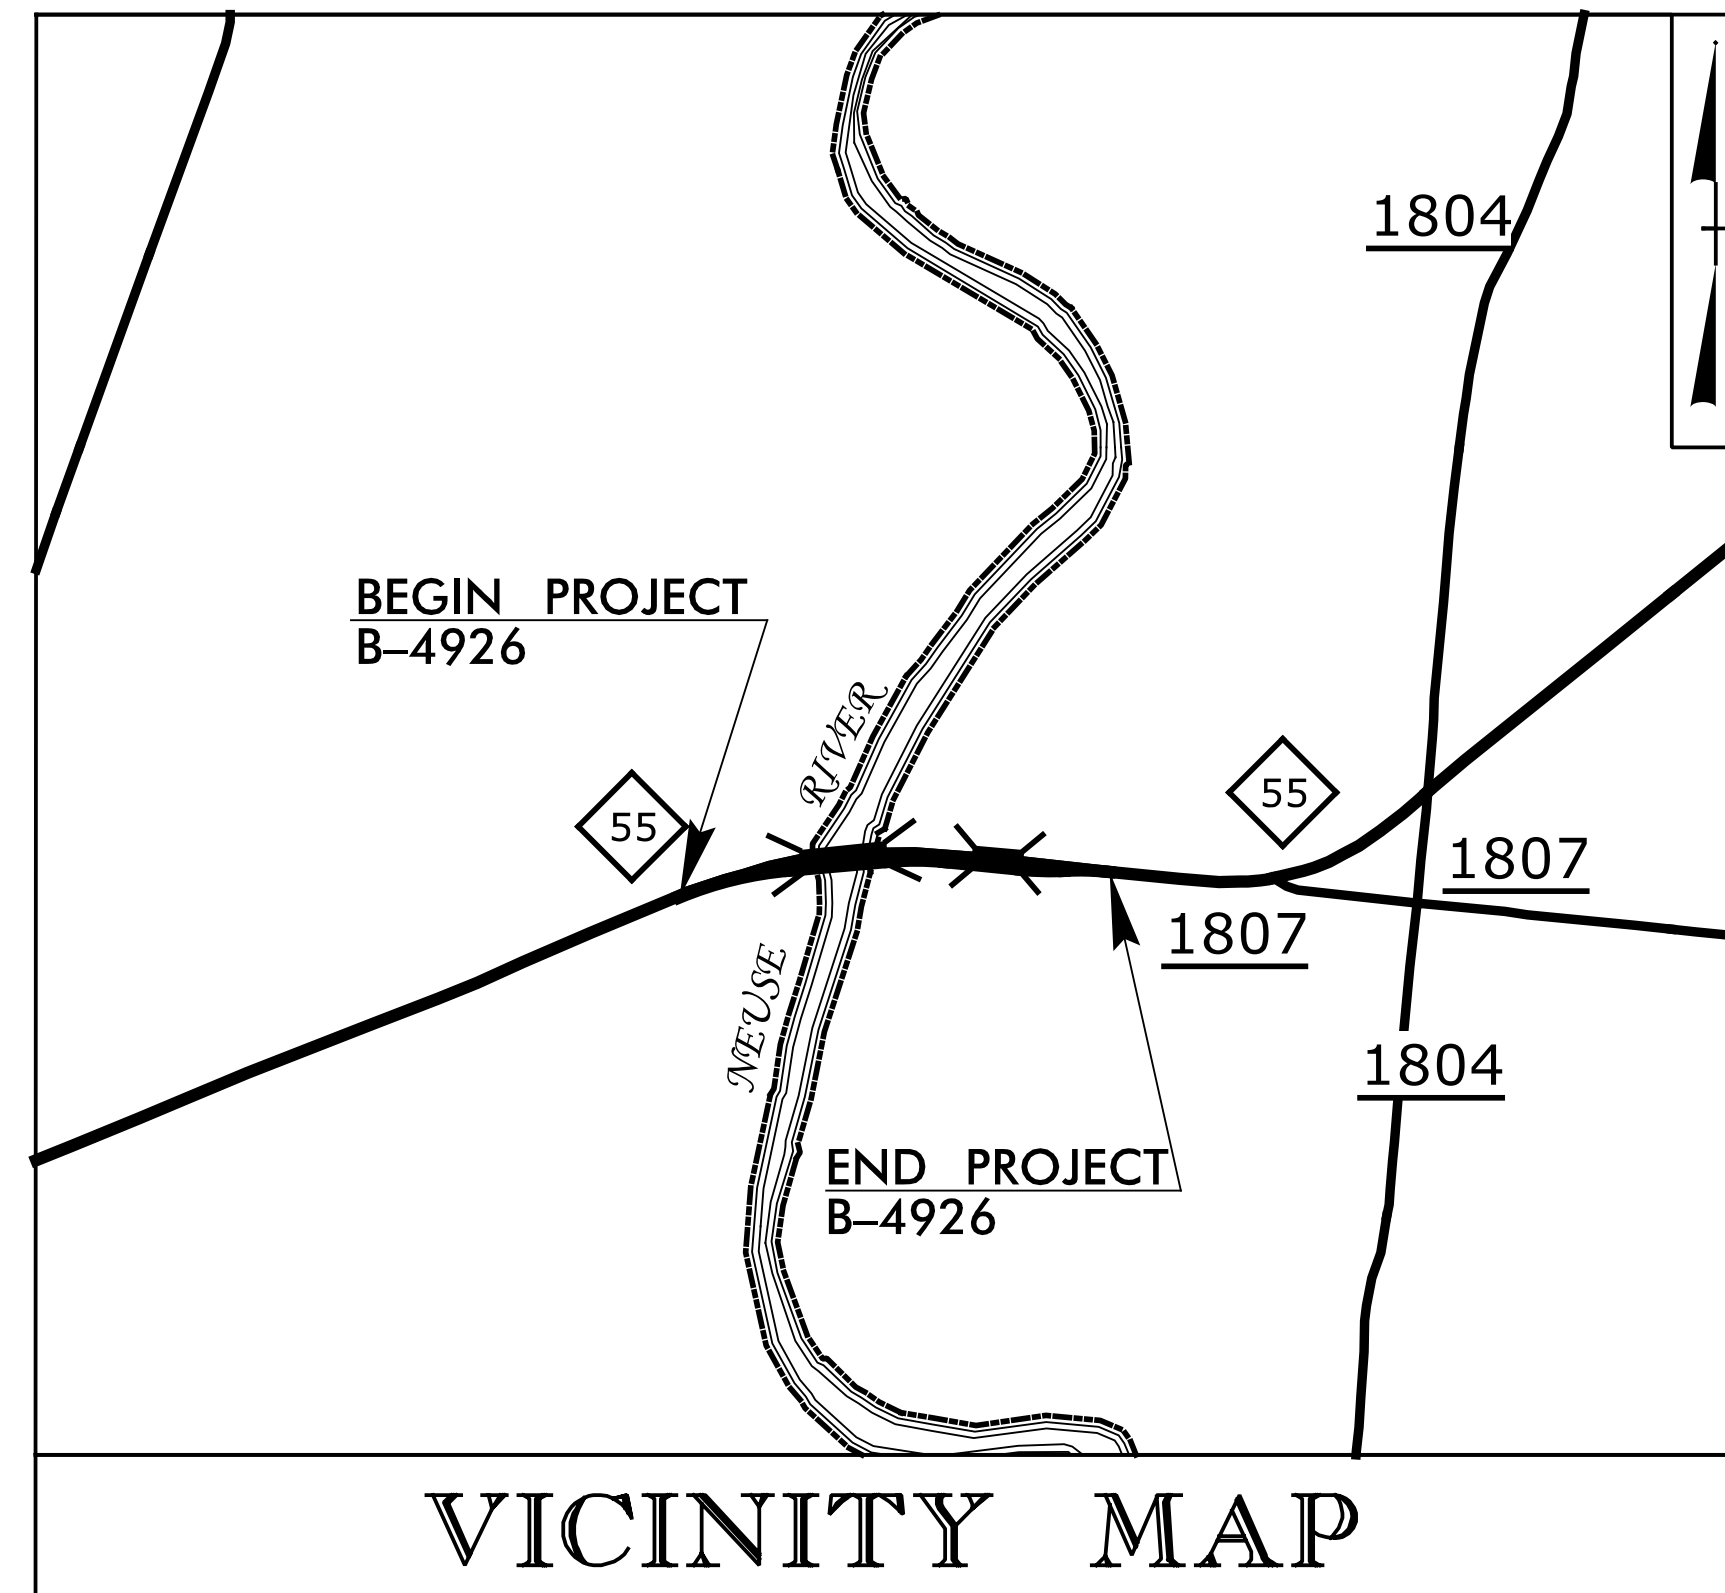 1804
BEGIN PROJECT
B–4926
RIVER
55
55
1807
1807
NEUSE
1804
END PROJECT
B–4926
VICINITY MAP